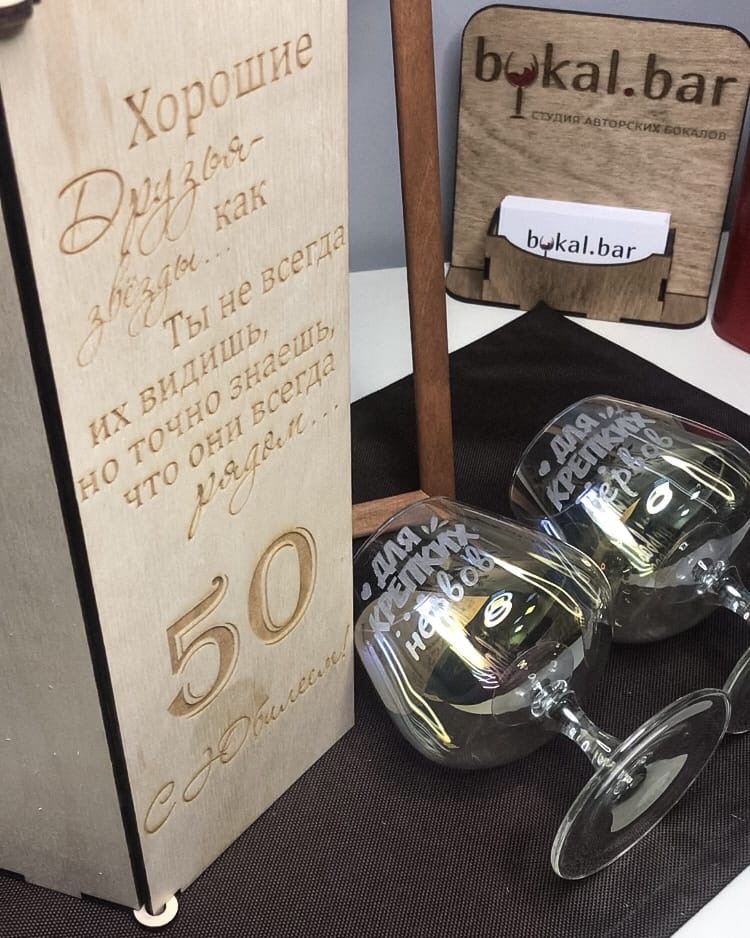 Хорошие
Друзья-
как
звёзды...
Ты не всегда
их видишь,
но точно знаешь,
что они всегда
рядом...
50
С Юбилеем!
bokal.bar
СТУДИЯ АВТОРСКИХ БОКАЛОВ
bokal.bar
ДЛЯ
КРЕПКИХ
нервов
ДЛЯ
КРЕПКИХ
нервов